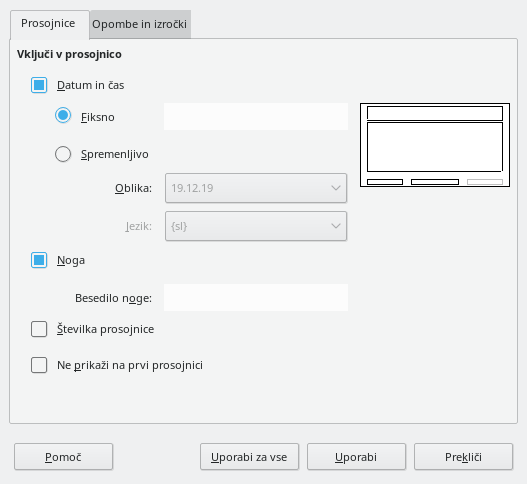 Prosojnice
Opombe in izročki
Vključi v prosojnico
Datum in čas
Fiksno
Spremenljivo
Oblika:
19.12.19
Jezik:
{sl}
Noga
Besedilo noge:
Številka prosojnice
Ne prikaži na prvi prosojnici
Pomoč
Uporabi za vse
Uporabi
Prekliči